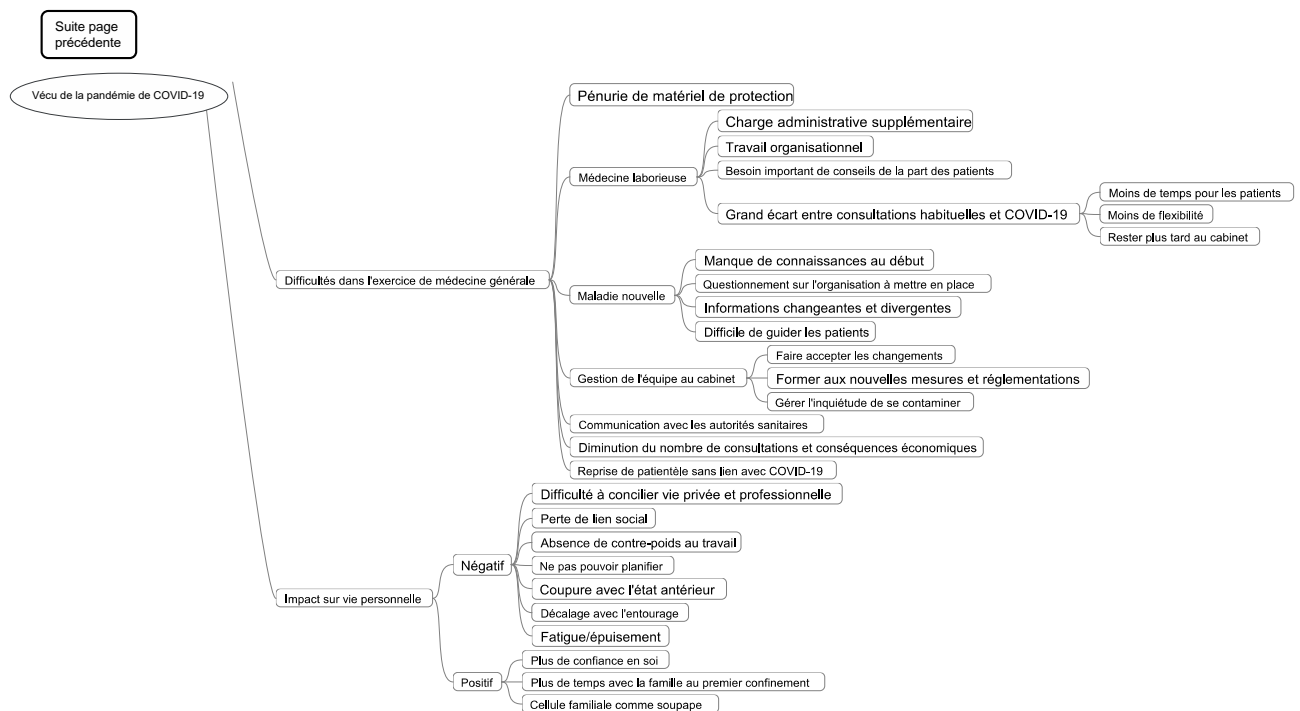 Suite page
précédente
Vécu de la pandémie de COVID-19
Difficultés dans l'exercice de médecine générale
Pénurie de matériel de protection
Médecine laborieuse
Charge administrative supplémentaire
Travail organisationnel
Besoin important de conseils de la part des patients
Grand écart entre consultations habituelles et COVID-19
Moins de temps pour les patients
Moins de flexibilité
Rester plus tard au cabinet
Maladie nouvelle
Manque de connaissances au début
Questionnement sur l'organisation à mettre en place
Informations changeantes et divergentes
Difficile de guider les patients
Gestion de l'équipe au cabinet
Faire accepter les changements
Former aux nouvelles mesures et réglementations
Gérer l'inquiétude de se contaminer
Communication avec les autorités sanitaires
Diminution du nombre de consultations et conséquences économiques
Reprise de patientèle sans lien avec COVID-19
Impact sur vie personnelle
Négatif
Difficulté à concilier vie privée et professionnelle
Perte de lien social
Absence de contre-poids au travail
Ne pas pouvoir planifier
Coupure avec l'état antérieur
Décalage avec l'entourage
Fatigue/épuisement
Positif
Plus de confiance en soi
Plus de temps avec la famille au premier confinement
Cellule familiale comme soupape